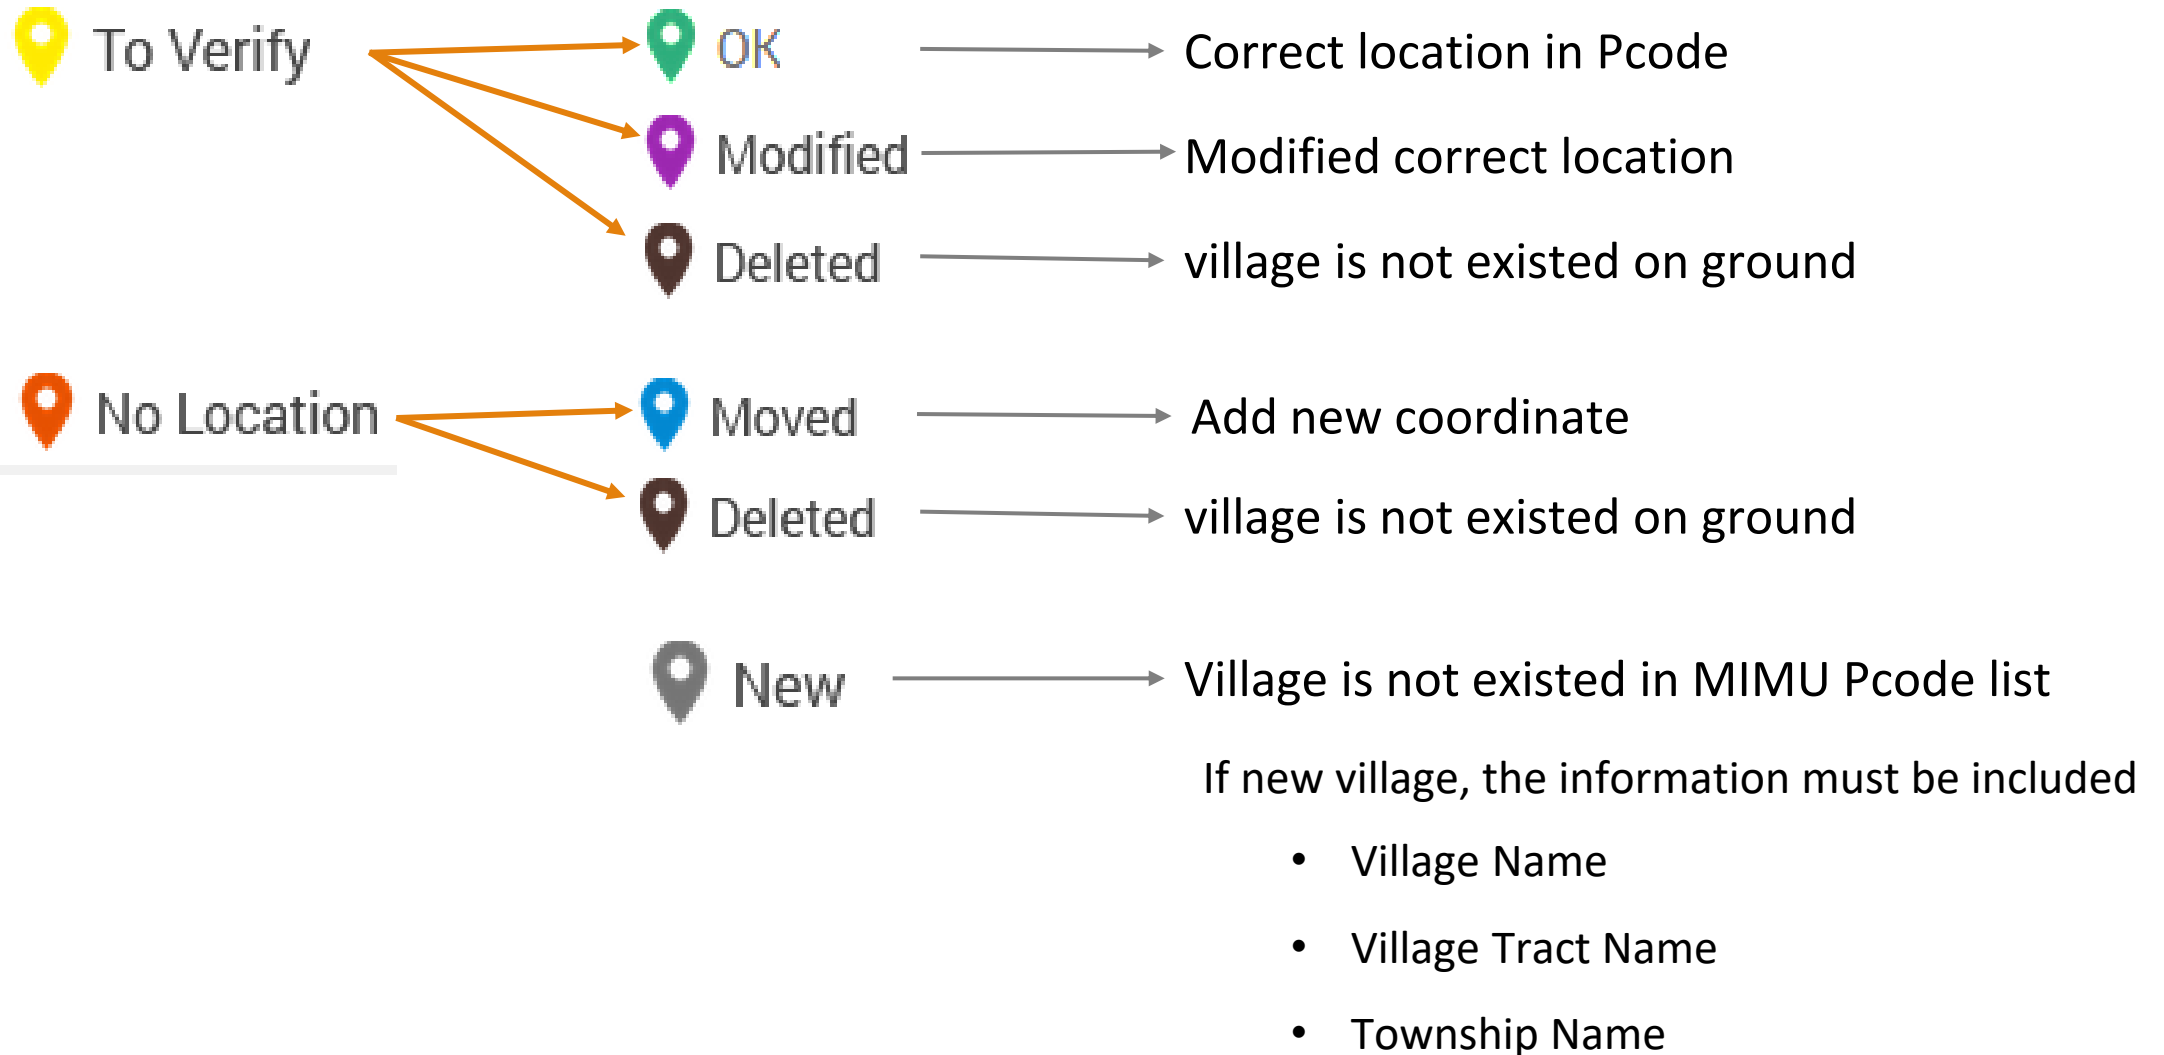 To Verify
OK
Correct location in Pcode
Modified
Modified correct location
Deleted
village is not existed on ground
No Location
Moved
Add new coordinate
Deleted
village is not existed on ground
New
Village is not existed in MIMU Pcode list
If new village, the information must be included
• Village Name
• Village Tract Name
• Township Name